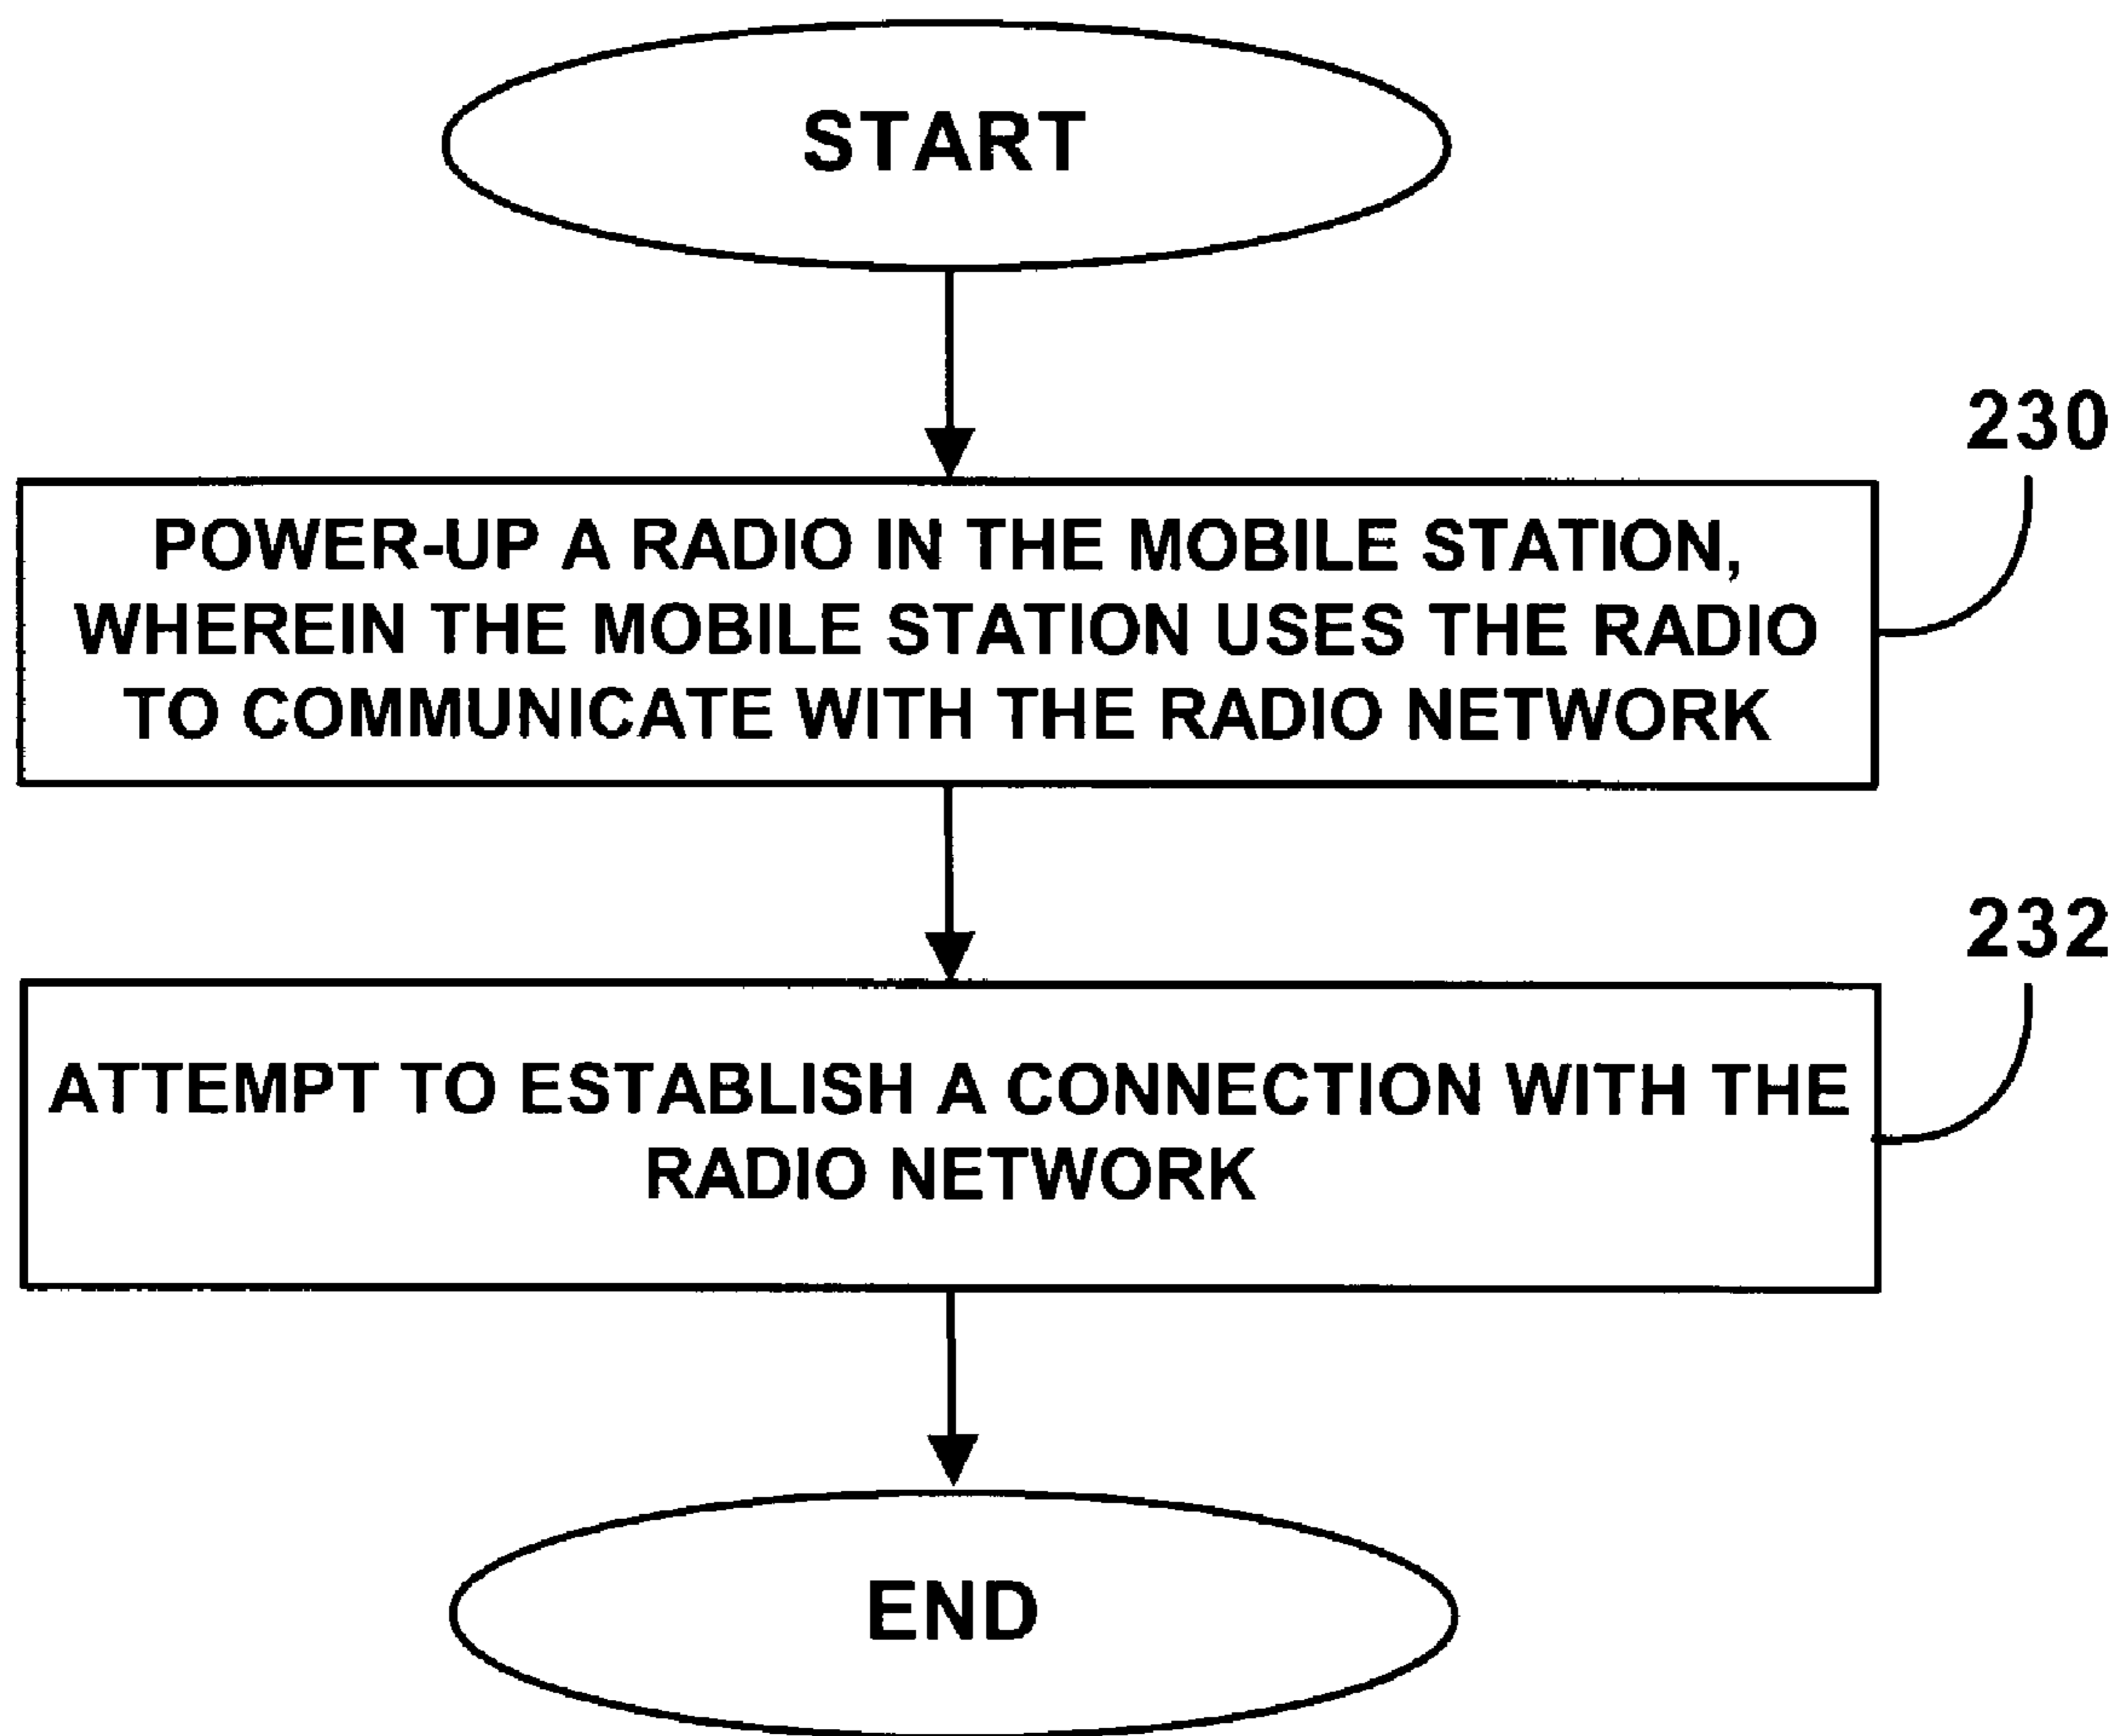 START
230
POWER-UP A RADIO IN THE MOBILE STATION,
WHEREIN THE MOBILE STATION USES THE RADIO
TO COMMUNICATE WITH THE RADIO NETWORK
232
ATTEMPT TO ESTABLISH A CONNECTION WITH THE
RADIO NETWORK
END